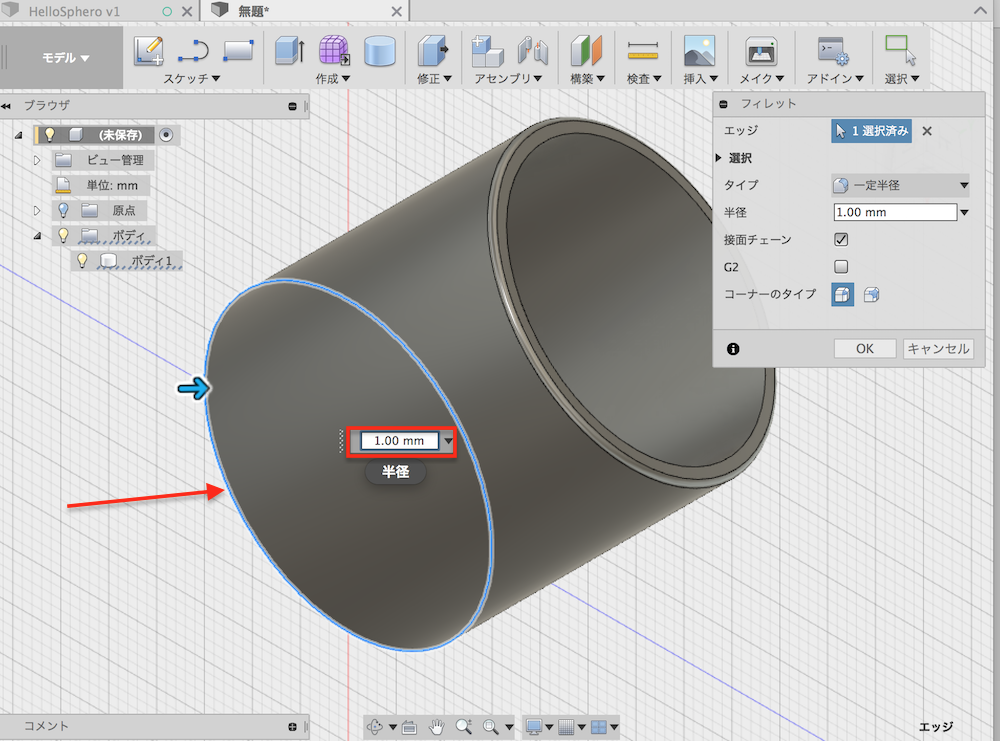 HelloSphero v1
無題*
モデル
スケッチ
作成
修正
アセンブリ
構築
検査
挿入
メイク
アドイン
選択
ブラウザ
(未保存)
ビュー管理
単位: mm
原点
ボディ
ボディ1
フィレット
エッジ
1 選択済み
選択
タイプ
一定半径
半径
1.00 mm
接面チェーン
G2
コーナーのタイプ
OK
キャンセル
1.00 mm
半径
コメント
エッジ